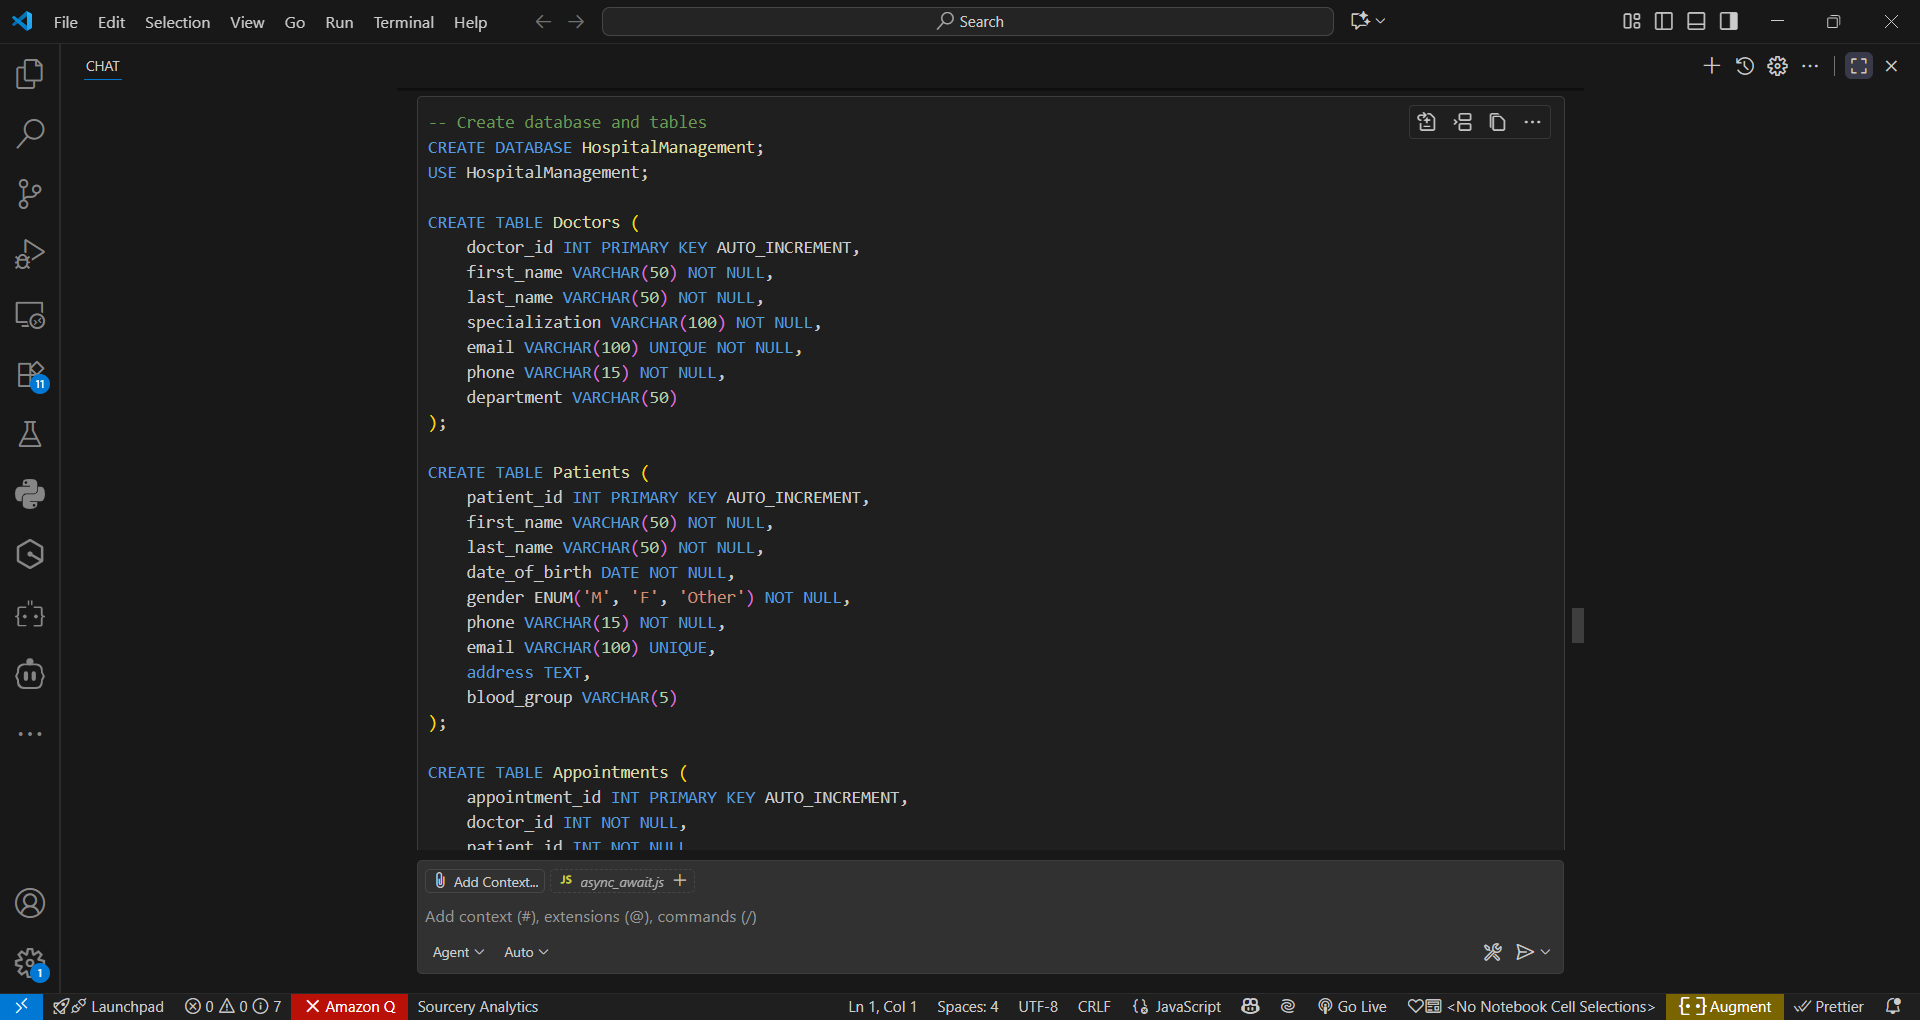 File Edit Selection View Go Run Terminal Help
Search
CHAT
-- Create database and tables
CREATE DATABASE HospitalManagement;
USE HospitalManagement;
CREATE TABLE Doctors (
    doctor_id INT PRIMARY KEY AUTO_INCREMENT,
    first_name VARCHAR(50) NOT NULL,
    last_name VARCHAR(50) NOT NULL,
    specialization VARCHAR(100) NOT NULL,
    email VARCHAR(100) UNIQUE NOT NULL,
    phone VARCHAR(15) NOT NULL,
    department VARCHAR(50)
);
CREATE TABLE Patients (
    patient_id INT PRIMARY KEY AUTO_INCREMENT,
    first_name VARCHAR(50) NOT NULL,
    last_name VARCHAR(50) NOT NULL,
    date_of_birth DATE NOT NULL,
    gender ENUM('M', 'F', 'Other') NOT NULL,
    phone VARCHAR(15) NOT NULL,
    email VARCHAR(100) UNIQUE,
    address TEXT,
    blood_group VARCHAR(5)
);
CREATE TABLE Appointments (
    appointment_id INT PRIMARY KEY AUTO_INCREMENT,
    doctor_id INT NOT NULL,
    patient_id INT NOT NULL
11
Add Context... JS async_await.js +
Add context (#), extensions (@), commands (/)
Agent Auto
1
Launchpad 0 0 7 Amazon Q Sourcery Analytics Ln 1, Col 1 Spaces: 4 UTF-8 CRLF {} JavaScript Go Live <No Notebook Cell Selections> Augment Prettier